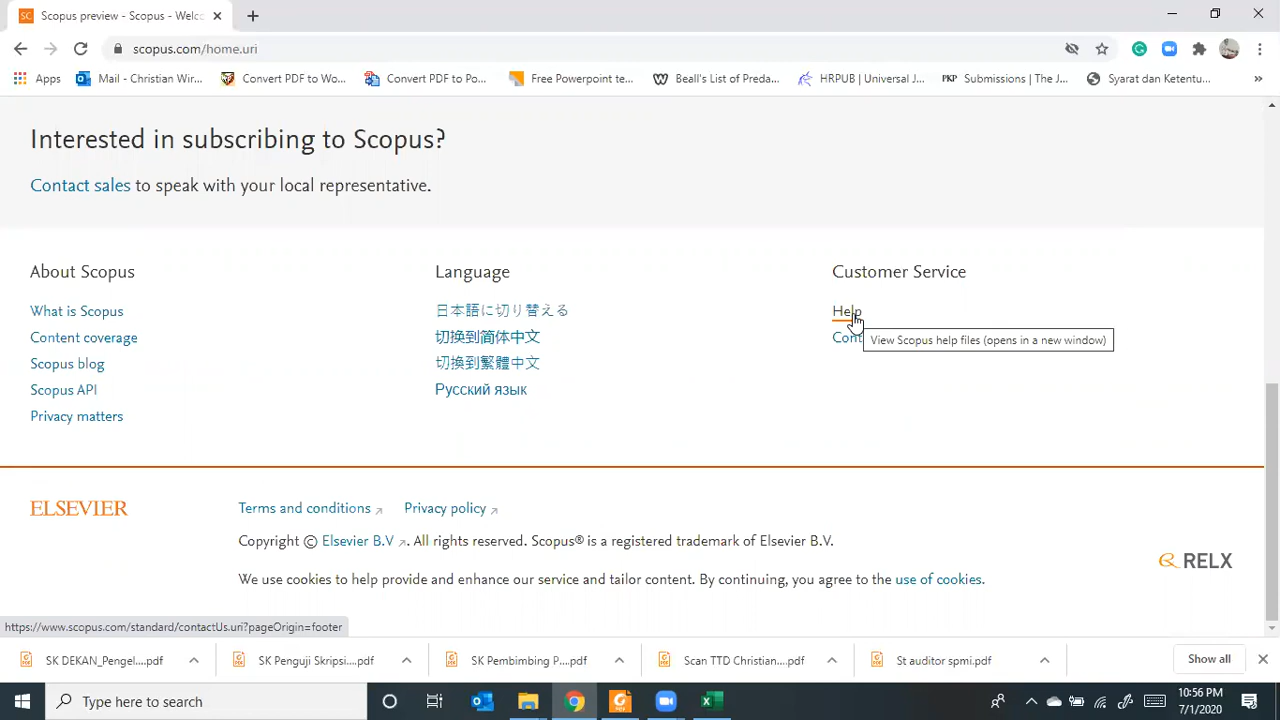 Scopus preview - Scopus - Welco
scopus.com/home.uri
Apps
Mail - Christian Wir...
Convert PDF to Wo...
Convert PDF to Po...
Free Powerpoint te...
Beall's List of Preda...
HRPUB | Universal J...
PKP Submissions | The J...
Syarat dan Ketentu...
Interested in subscribing to Scopus?
Contact sales to speak with your local representative.
About Scopus
What is Scopus
Content coverage
Scopus blog
Scopus API
Privacy matters
Language
日本語に切り替える
切换到简体中文
切換到繁體中文
Русский язык
Customer Service
Help
Cont
View Scopus help files (opens in a new window)
ELSEVIER
Terms and conditions Privacy policy
Copyright © Elsevier B.V . All rights reserved. Scopus® is a registered trademark of Elsevier B.V.
We use cookies to help provide and enhance our service and tailor content. By continuing, you agree to the use of cookies.
RELX
https://www.scopus.com/standard/contactUs.uri?pageOrigin=footer
SK DEKAN_Pengel....pdf
SK Penguji Skripsi....pdf
SK Pembimbing P....pdf
Scan TTD Christian....pdf
St auditor spmi.pdf
Show all
Type here to search
10:56 PM
7/1/2020